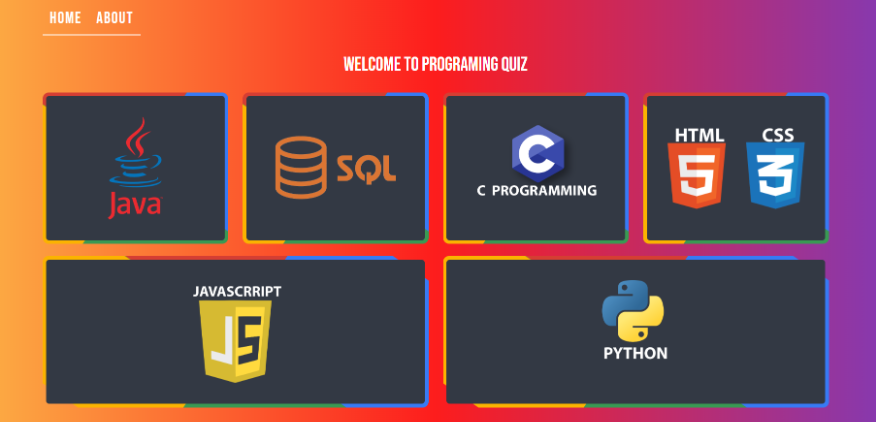 HOME ABOUT
WELCOME TO PROGRAMING QUIZ
Java
SQL
C
C PROGRAMMING
HTML
5
CSS
3
JAVASCRRIPT
JS
PYTHON